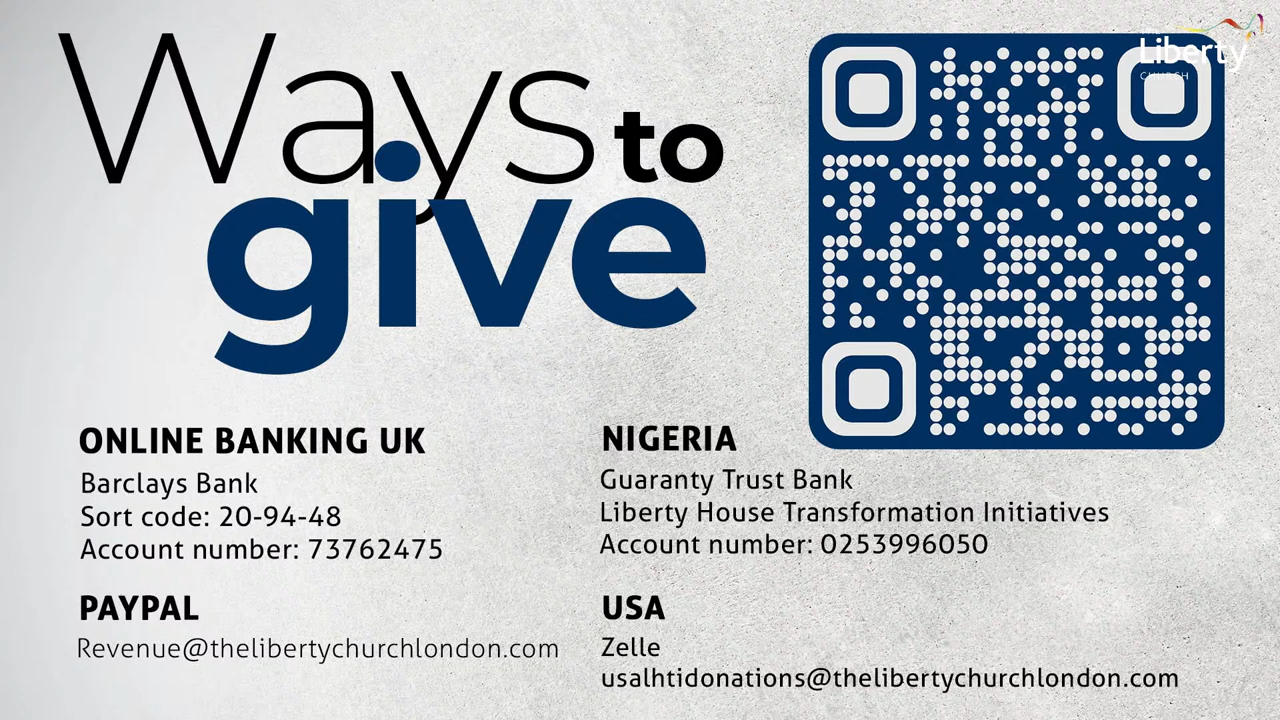 Ways to
give
Liberty
CHURCH
ONLINE BANKING UK
Barclays Bank
Sort code: 20-94-48
Account number: 73762475
PAYPAL
Revenue@thelibertychurchlondon.com
NIGERIA
Guaranty Trust Bank
Liberty House Transformation Initiatives
Account number: 0253996050
USA
Zelle
usalhtidonations@thelibertychurchlondon.com